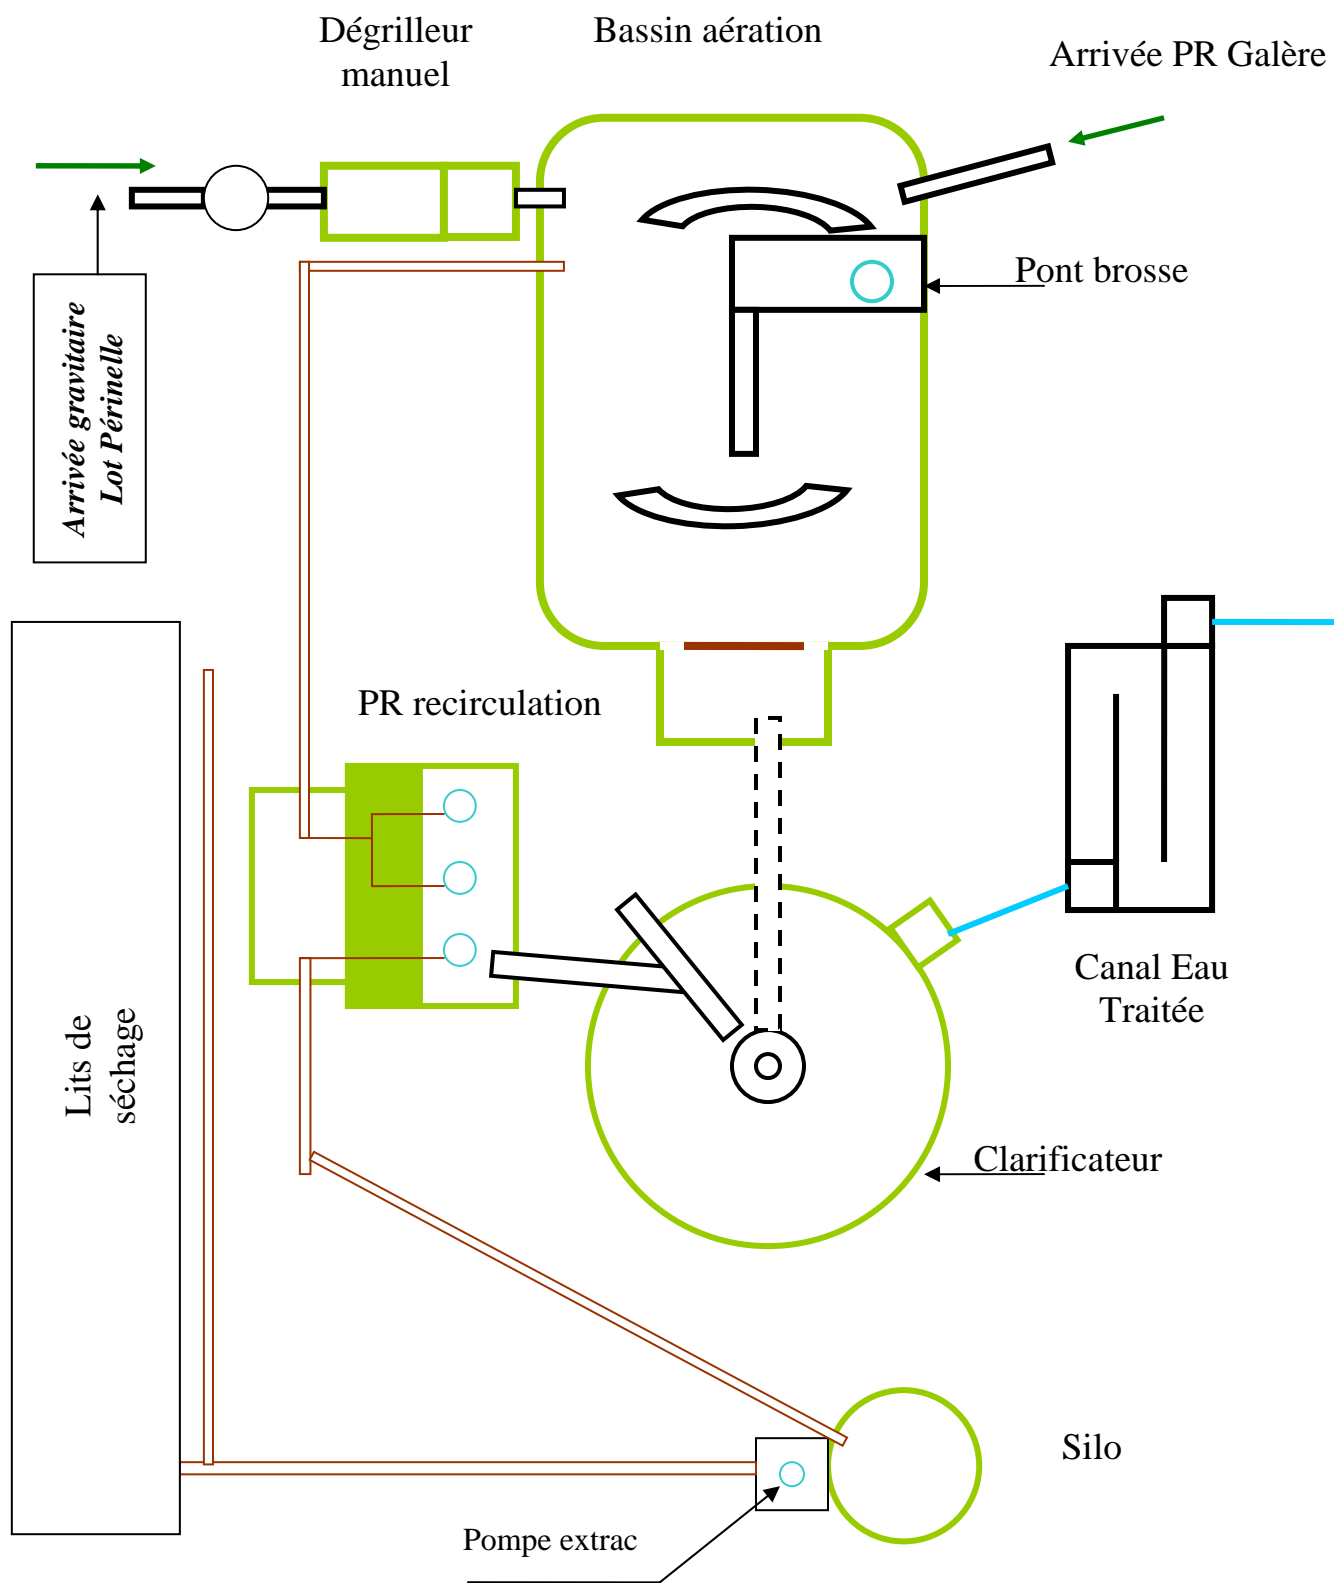 Dégrilleur
manuel
Bassin aération
Arrivée PR Galère
Pont brosse
Arrivée gravitaire
Lot Périnelle
PR recirculation
Canal Eau
Traitée
Lits de
séchage
Clarificateur
Silo
Pompe extrac